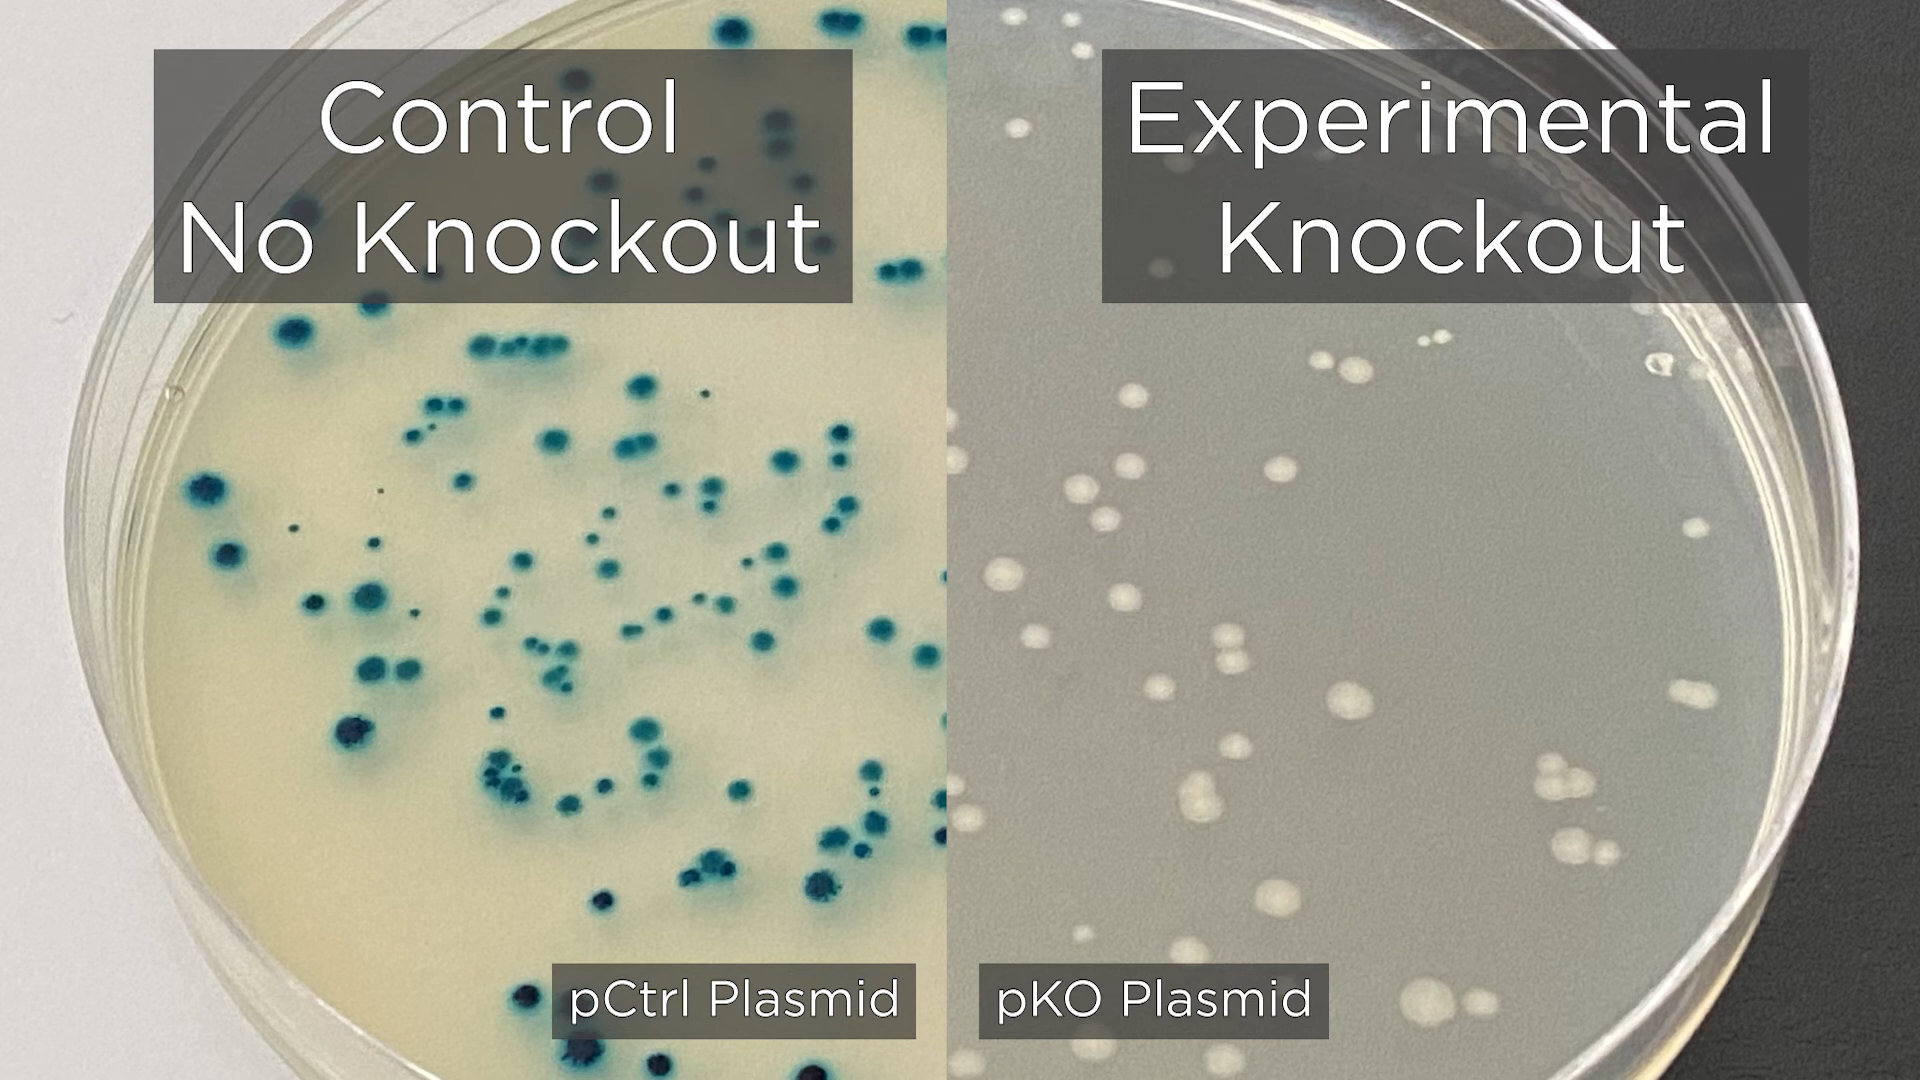 Control
No Knockout
Experimental
Knockout
pCtrl Plasmid
pKO Plasmid